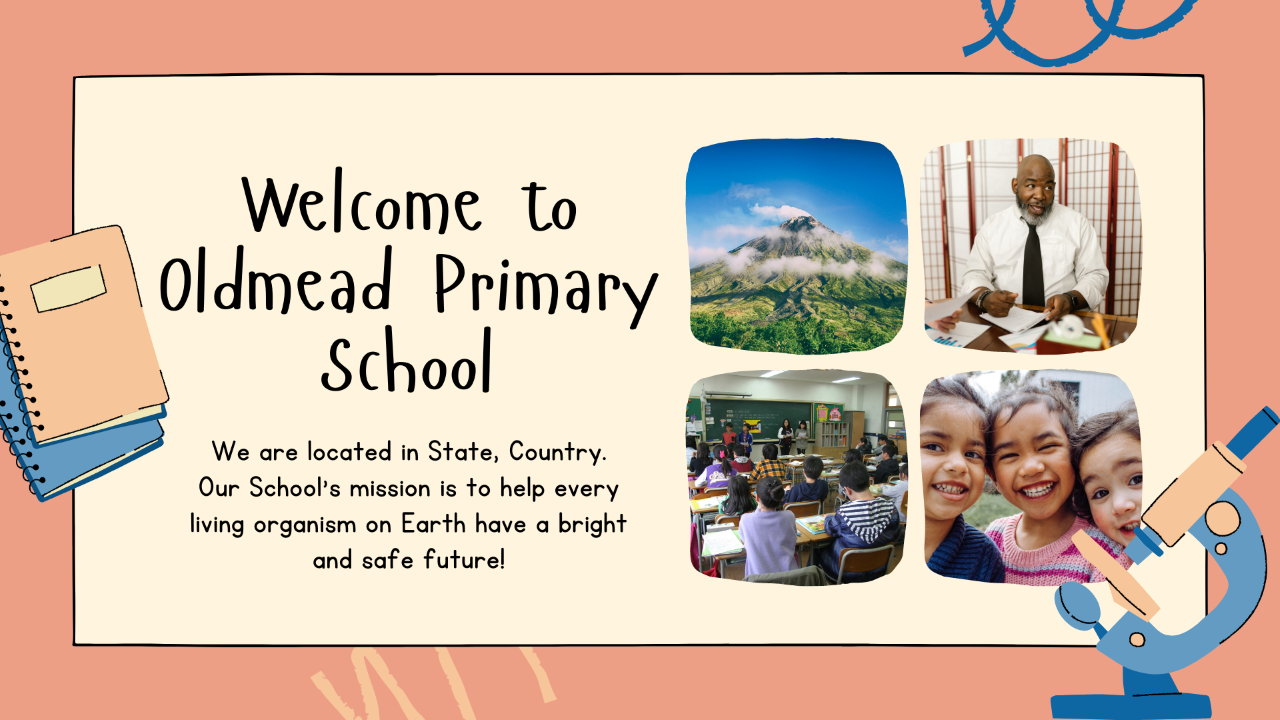 Welcome to
Oldmead Primary
School
We are located in State, Country.
Our School's mission is to help every
living organism on Earth have a bright
and safe future!